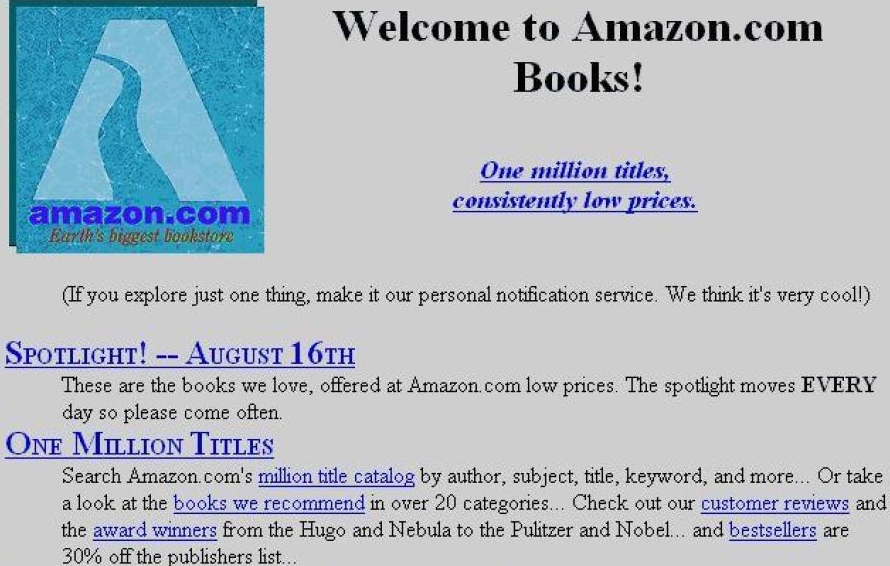 Welcome to Amazon.com
Books!
One million titles,
consistently low prices.
amazon.com
Earth's biggest bookstore
(If you explore just one thing, make it our personal notification service. We think it's very cool!)
SPOTLIGHT! -- AUGUST 16TH
These are the books we love, offered at Amazon.com low prices. The spotlight moves EVERY
day so please come often.
ONE MILLION TITLES
Search Amazon.com's million title catalog by author, subject, title, keyword, and more... Or take
a look at the books we recommend in over 20 categories... Check out our customer reviews and
the award winners from the Hugo and Nebula to the Pulitzer and Nobel... and bestsellers are
30% off the publishers list...